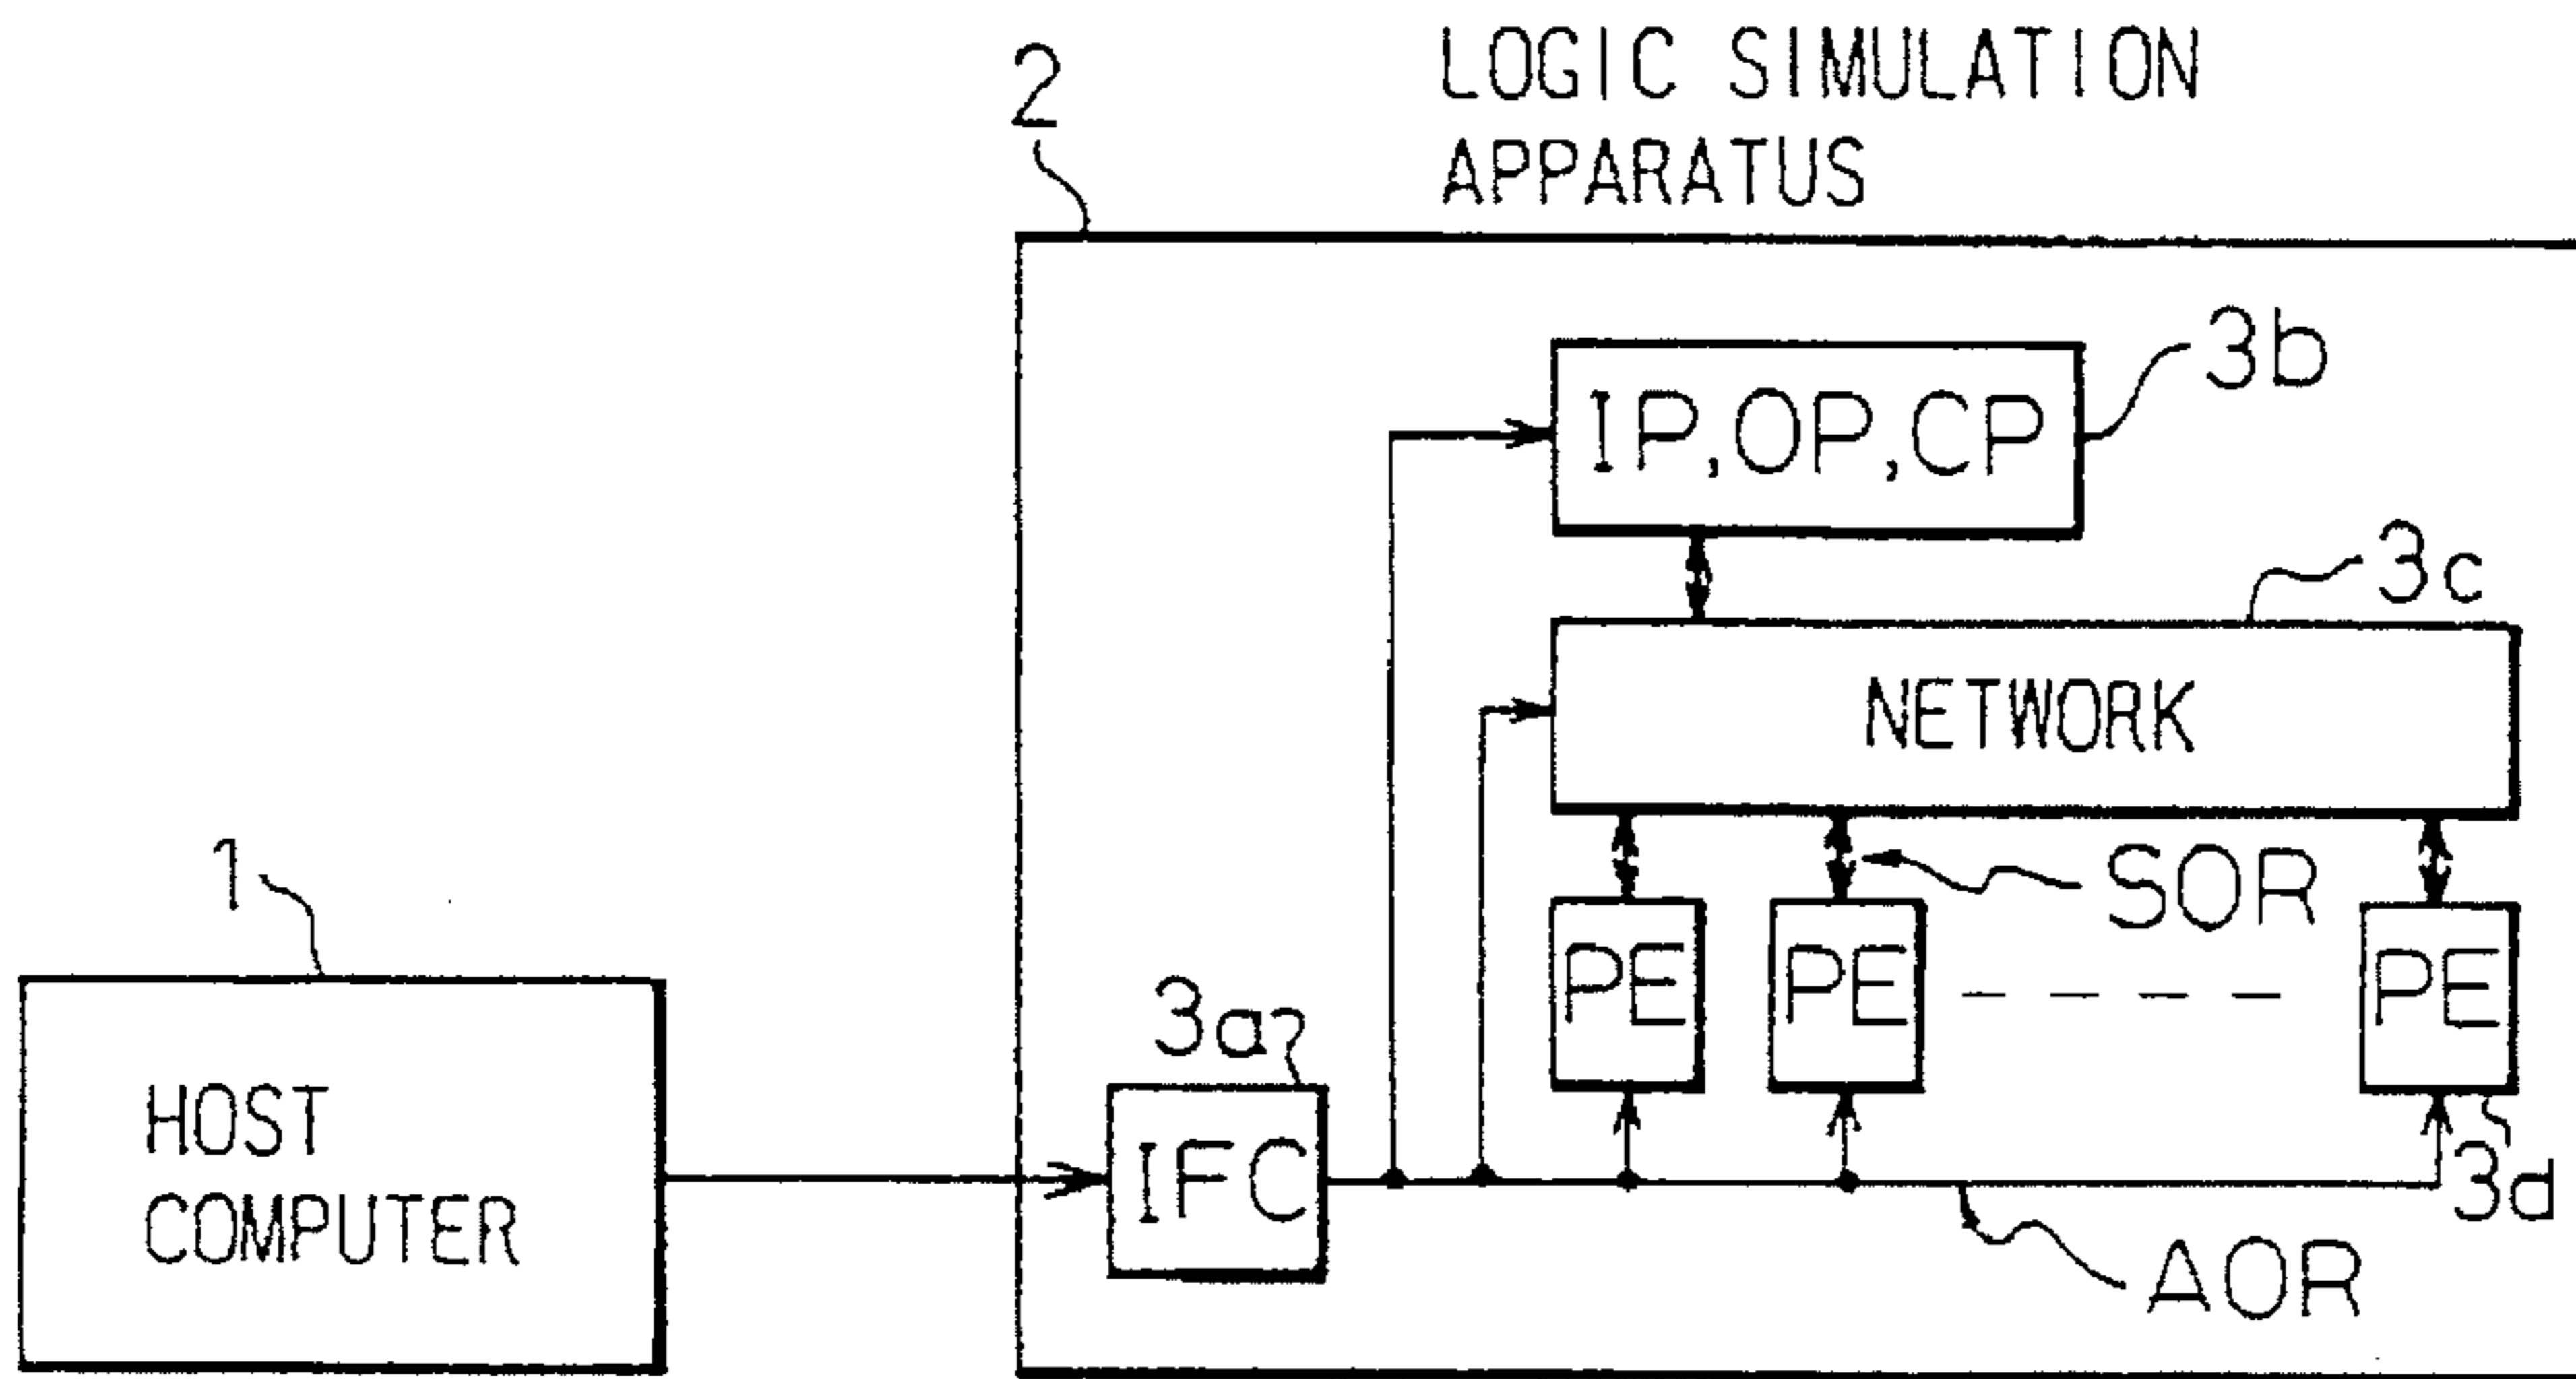 LOGIC SIMULATION
APPARATUS
2
3b
IP,OP,CP
3c
NETWORK
SOR
PE
PE
PE
1
3a
HOST
COMPUTER
IFC
3d
AOR